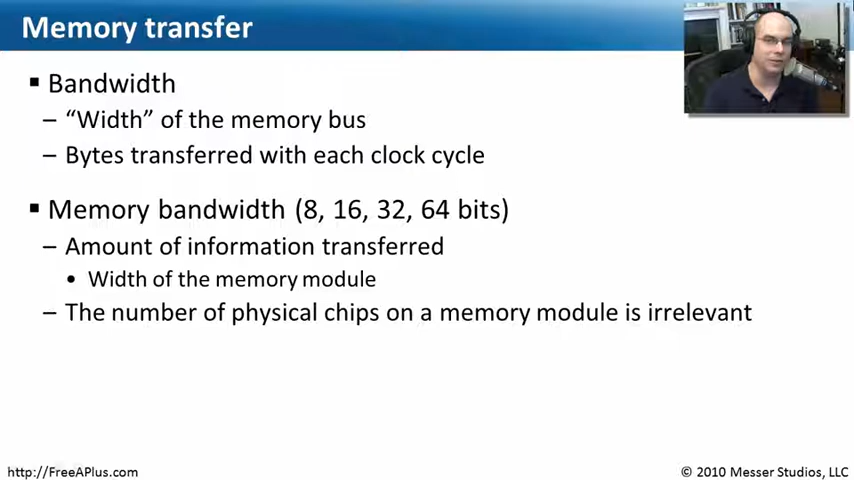 Memory transfer
▪ Bandwidth
– “Width” of the memory bus
– Bytes transferred with each clock cycle
▪ Memory bandwidth (8, 16, 32, 64 bits)
– Amount of information transferred
• Width of the memory module
– The number of physical chips on a memory module is irrelevant
http://FreeAPlus.com
© 2010 Messer Studios, LLC